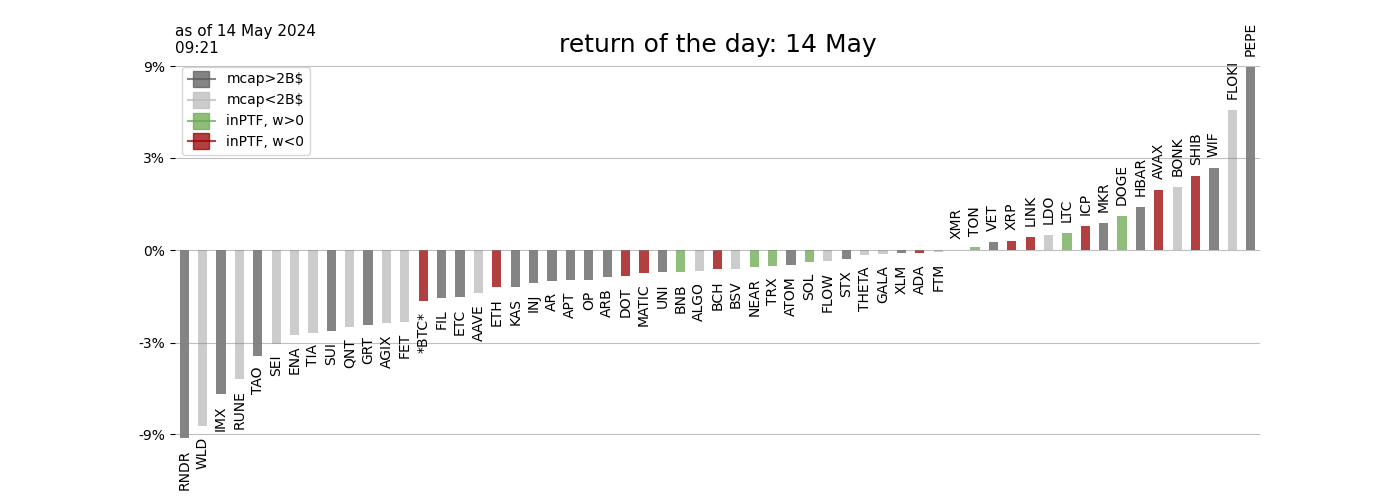 as of 14 May 2024
09:21
return of the day: 14 May
mcap>2B$
mcap<2B$
inPTF, w>0
inPTF, w<0
9%
3%
0%
-3%
-9%
RNDR
WLD
IMX
RUNE
TAO
SEI
ENA
TIA
SUI
QNT
GRT
AGIX
FET
*BTC*
FIL
ETC
AAVE
ETH
KAS
INJ
AR
APT
OP
ARB
DOT
MATIC
UNI
BNB
ALGO
BCH
BSV
NEAR
TRX
ATOM
SOL
FLOW
STX
THETA
GALA
XLM
ADA
FTM
XMR
TON
VET
XRP
LINK
LDO
LTC
ICP
MKR
DOGE
HBAR
AVAX
BONK
SHIB
WIF
FLOKI
PEPE